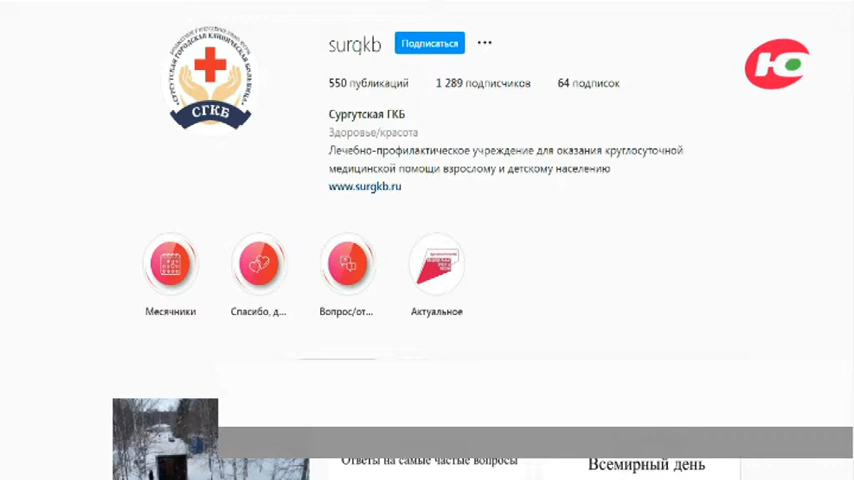 surgkb
Подписаться
550 публикаций 1 289 подписчиков 64 подписок
Сургутская ГКБ
Здоровье/красота
Лечебно-профилактическое учреждение для оказания круглосуточной
медицинской помощи взрослому и детскому населению
www.surgkb.ru
СУРГУТСКАЯ ГОРОДСКАЯ КЛИНИЧЕСКАЯ БОЛЬНИЦА
СГКБ
Ю
Месячники
Спасибо, д...
Вопрос/от...
Актуальное
Ответы на самые частые вопросы
Всемирный день